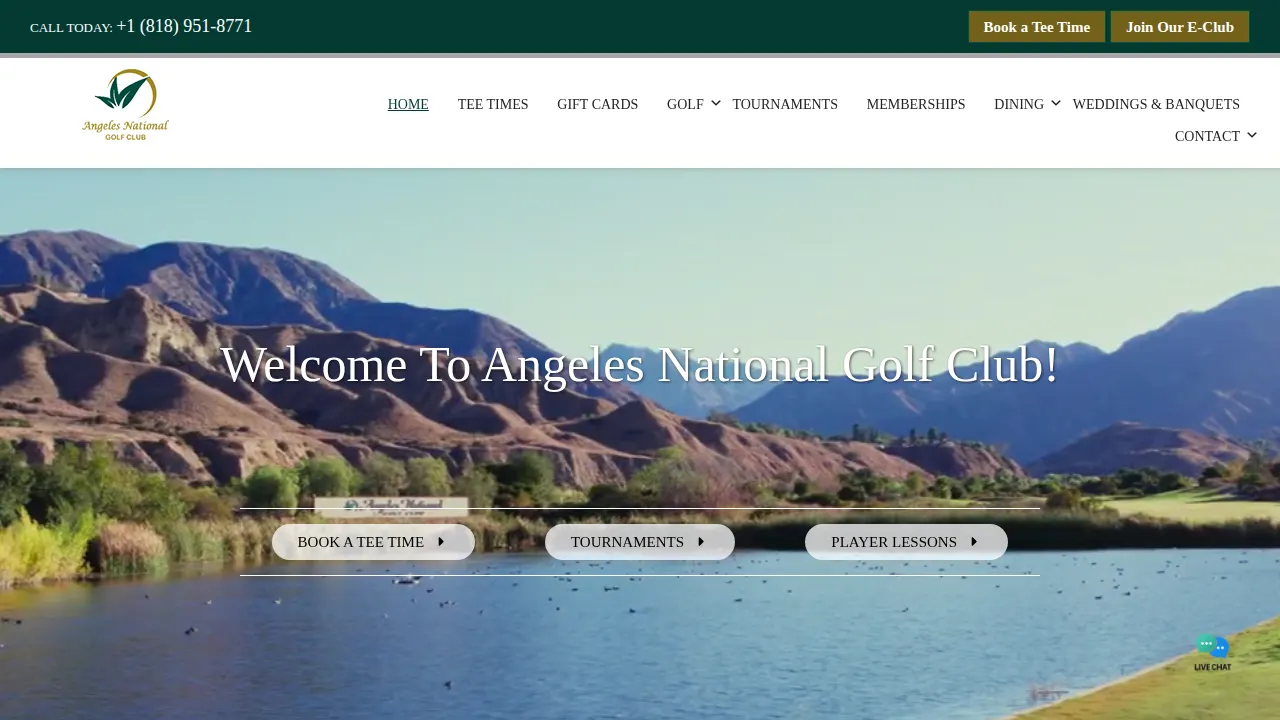 CALL TODAY: +1 (818) 951-8771
Book a Tee Time
Join Our E-Club
Angeles National
GOLF CLUB
HOME
TEE TIMES
GIFT CARDS
GOLF
TOURNAMENTS
MEMBERSHIPS
DINING
WEDDINGS & BANQUETS
CONTACT
Welcome To Angeles National Golf Club!
Angeles National
BOOK A TEE TIME
TOURNAMENTS
PLAYER LESSONS
LIVE CHAT